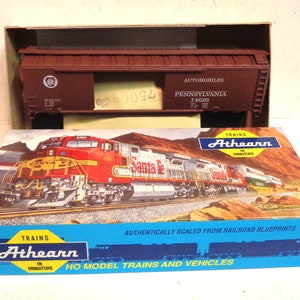 AUTOMOBILES
PENNSYLVANIA
TRAINS
Athearn
IN MINIATURE
Santa Fe
AUTHENTICALLY SCALED FROM RAILROAD BLUEPRINTS
TRAINS
Athearn
IN MINIATURE
HO MODEL TRAINS AND VEHICLES